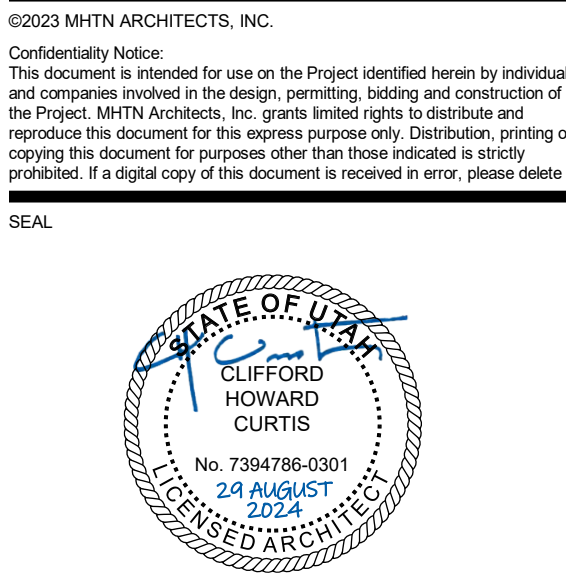 ©2023 MHTN ARCHITECTS, INC.
Confidentiality Notice:
This document is intended for use on the Project identified herein by individual
and companies involved in the design, permitting, bidding and construction of
the Project. MHTN Architects, Inc. grants limited rights to distribute and
reproduce this document for this express purpose only. Distribution, printing o
copying this document for purposes other than those indicated is strictly
prohibited. If a digital copy of this document is received in error, please delete
SEAL
STATE OF UTAH
CLIFFORD
HOWARD
CURTIS
No. 7394786-0301
29 AUGUST
2024
LICENSED ARCHITECT